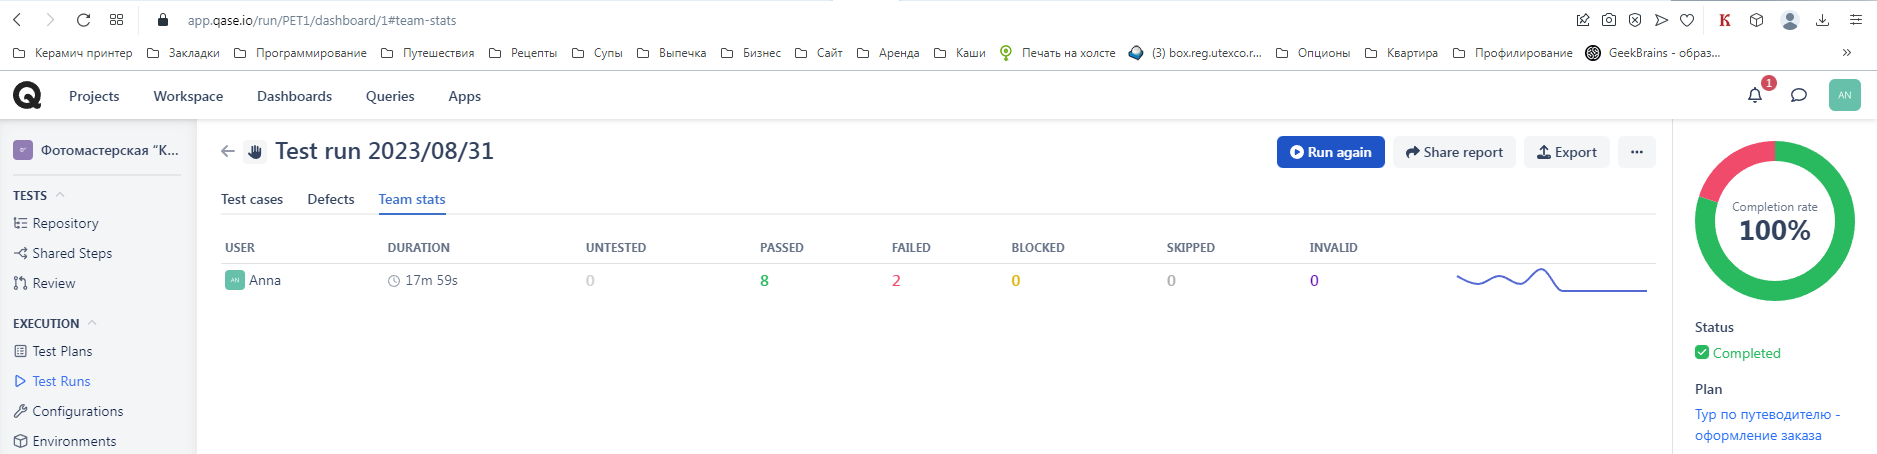 app.qase.io/run/PET1/dashboard/1#team-stats
Керамич принтер Закладки Программирование Путешествия Рецепты Супы Выпечка Бизнес Сайт Аренда Каши Печать на холсте (3) box.reg.utexco.r... Опционы Квартира Профилирование GeekBrains - образ... »
Projects Workspace Dashboards Queries Apps 1 AN
Фотомастерская "К...
TESTS
Repository
Shared Steps
Review
EXECUTION
Test Plans
Test Runs
Configurations
Environments
Test run 2023/08/31
Run again Share report Export ...
Test cases Defects Team stats
USER DURATION UNTESTED PASSED FAILED BLOCKED SKIPPED INVALID
AN Anna 17m 59s 0 8 2 0 0 0
Completion rate
100%
Status
Completed
Plan
Тур по путеводителю -
оформление заказа